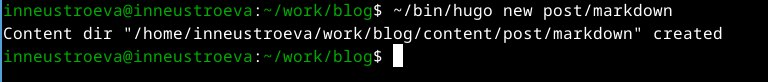 inneustroeva@inneustroeva:~/work/blog$ ~/bin/hugo new post/markdown
Content dir "/home/inneustroeva/work/blog/content/post/markdown" created
inneustroeva@inneustroeva:~/work/blog$